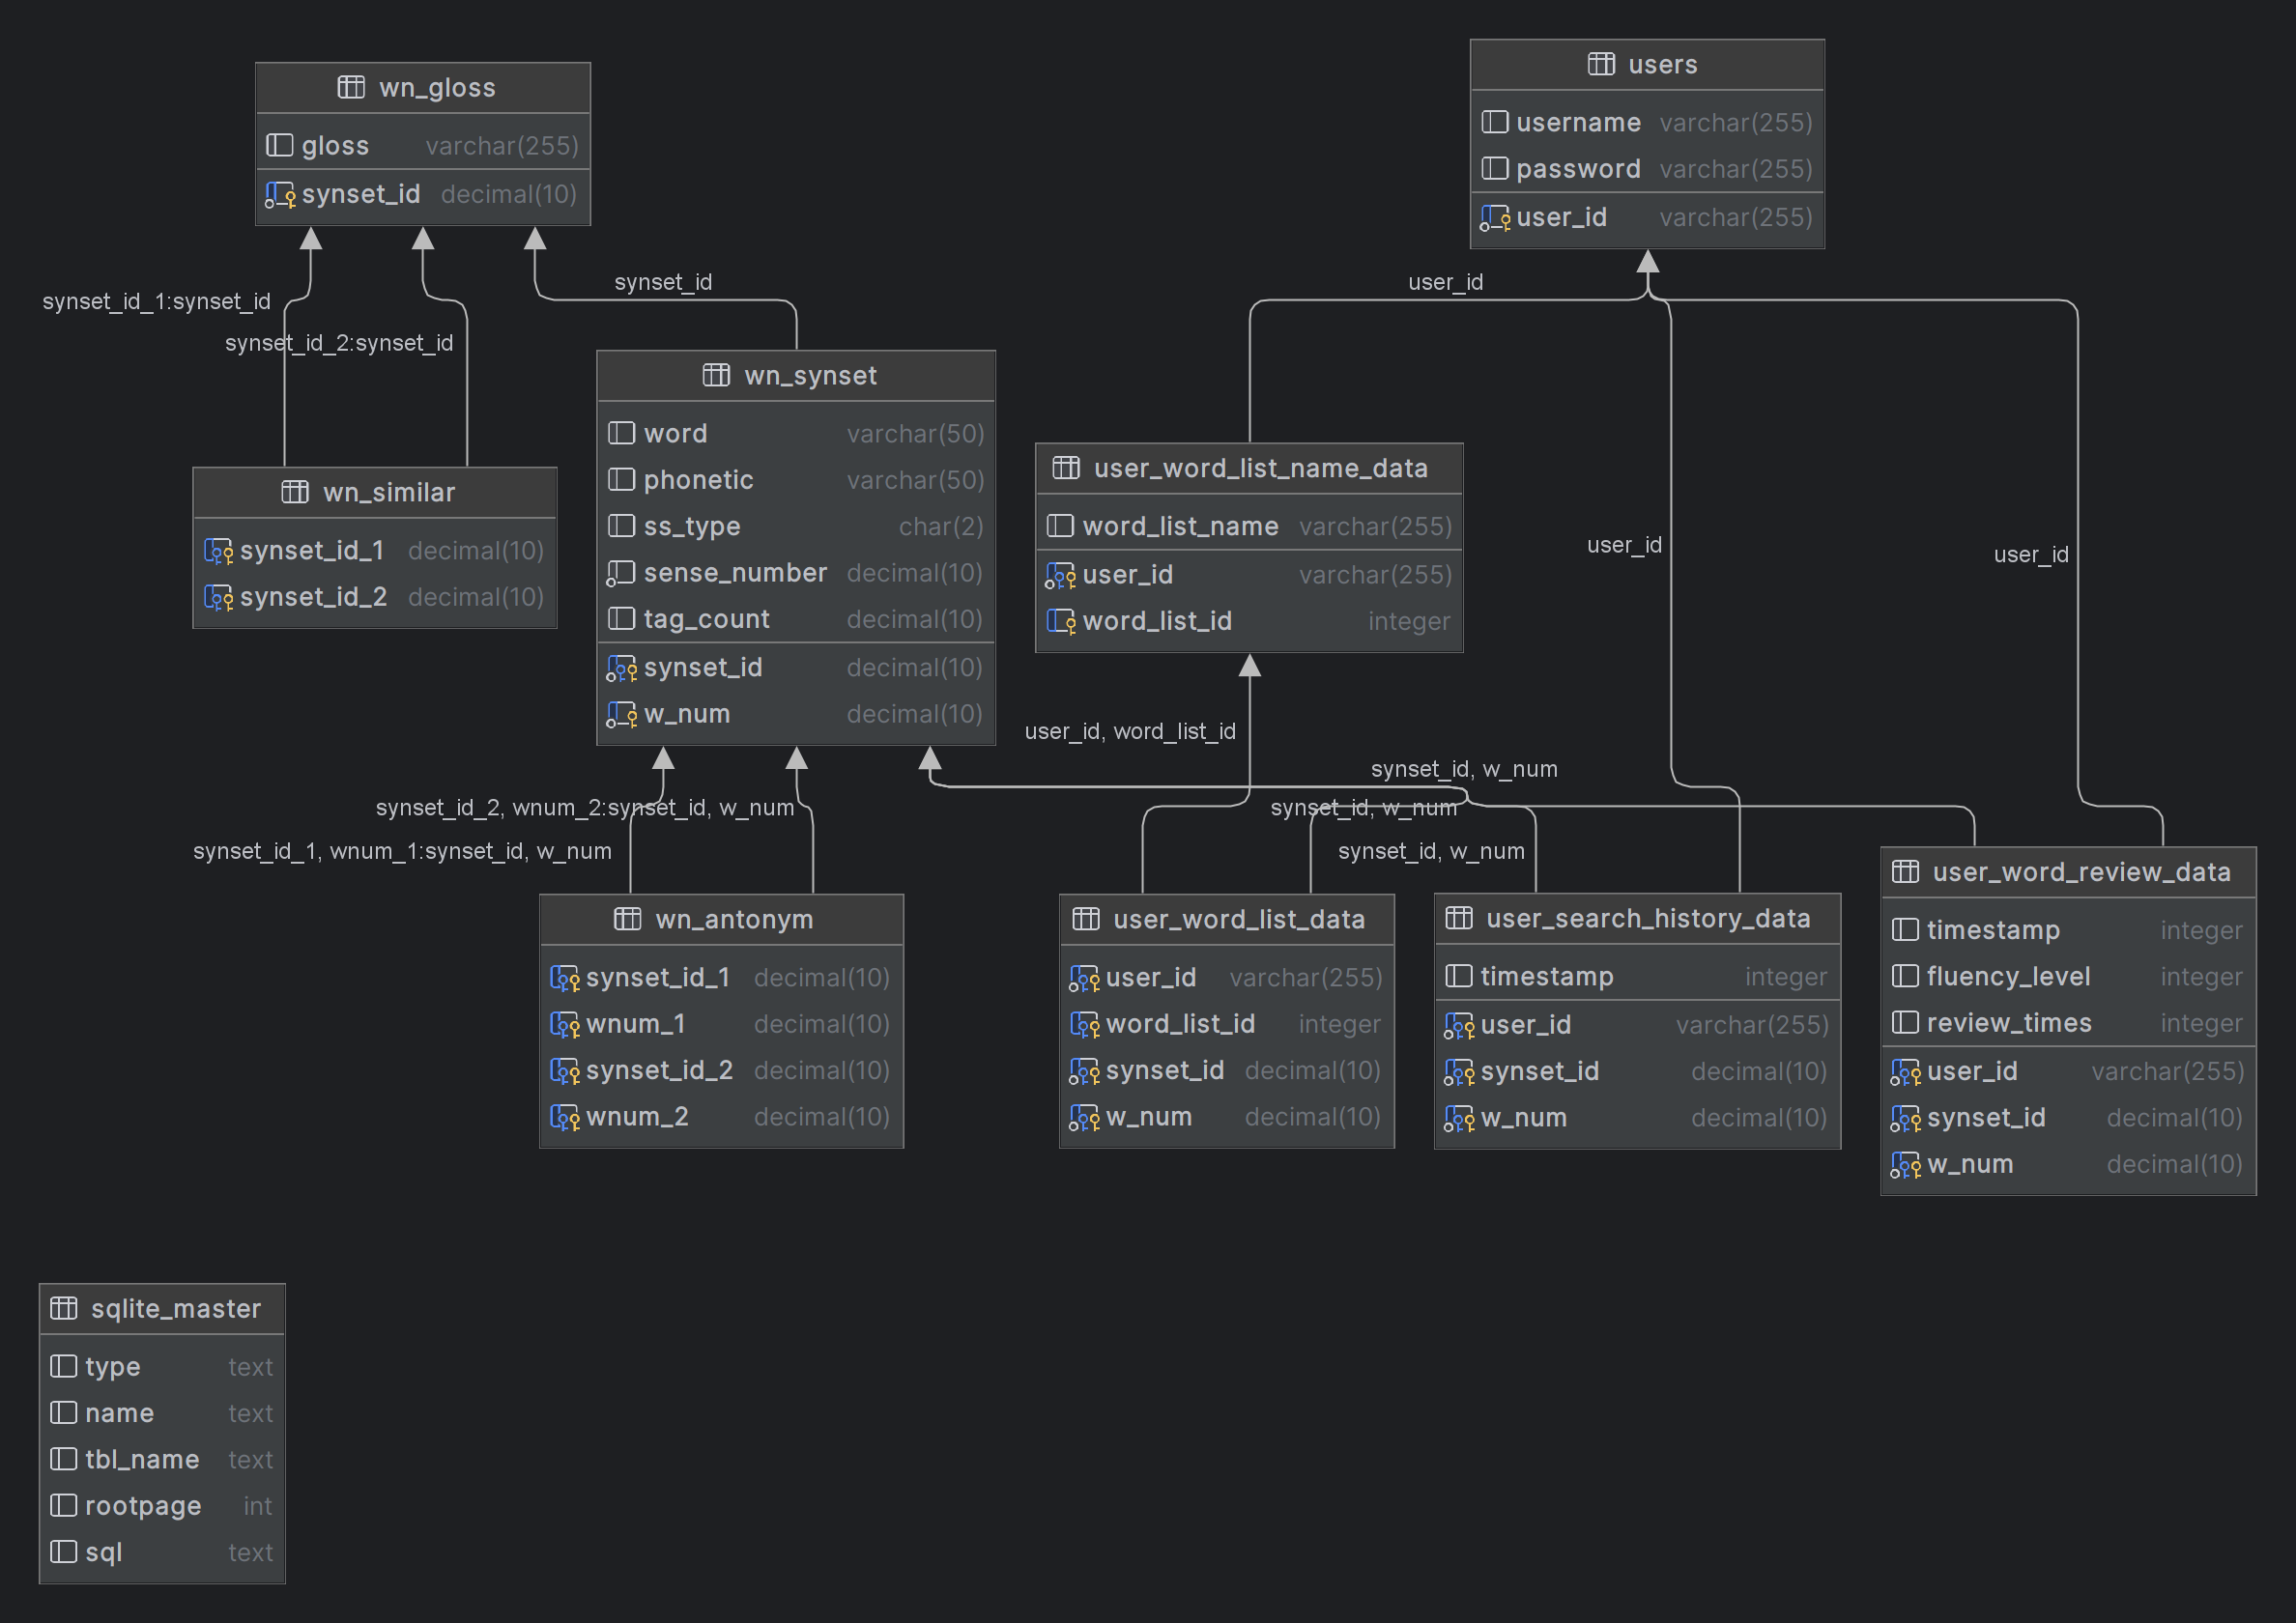 wn_gloss
gloss varchar(255)
synset_id decimal(10)
users
username varchar(255)
password varchar(255)
user_id varchar(255)
synset_id_1:synset_id
synset_id_2:synset_id
synset_id
user_id
user_id
user_id
wn_similar
synset_id_1 decimal(10)
synset_id_2 decimal(10)
wn_synset
word varchar(50)
phonetic varchar(50)
ss_type char(2)
sense_number decimal(10)
tag_count decimal(10)
synset_id decimal(10)
w_num decimal(10)
user_word_list_name_data
word_list_name varchar(255)
user_id varchar(255)
word_list_id integer
user_id, word_list_id
synset_id, w_num
synset_id_2, wnum_2:synset_id, w_num
synset_id, w_num
synset_id_1, wnum_1:synset_id, w_num
synset_id, w_num
wn_antonym
synset_id_1 decimal(10)
wnum_1 decimal(10)
synset_id_2 decimal(10)
wnum_2 decimal(10)
user_word_list_data
user_id varchar(255)
word_list_id integer
synset_id decimal(10)
w_num decimal(10)
user_search_history_data
timestamp integer
user_id varchar(255)
synset_id decimal(10)
w_num decimal(10)
user_word_review_data
timestamp integer
fluency_level integer
review_times integer
user_id varchar(255)
synset_id decimal(10)
w_num decimal(10)
sqlite_master
type text
name text
tbl_name text
rootpage int
sql text